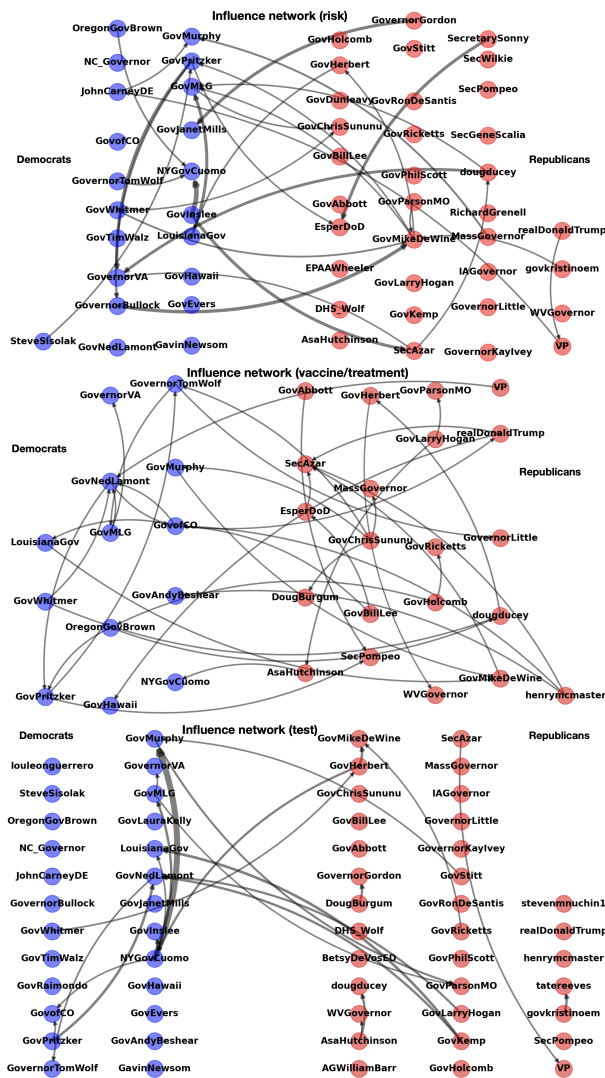 Influence network (risk)
GovernorGordon
OregonGovBrown
GovMurphy
GovHolcomb
SecretarySonny
GovStitt
NC_Governor
GovPritzker
GovHerbert
SecWilkie
JohnCarneyDE
GovMLG
SecPompeo
GovDunleavy
GovRonDeSantis
GovJanetMills
GovChrisSununu
GovRicketts
SecGeneScalia
GovofCO
GovBillLee
Democrats
Republicans
NYGovCuomo
GovPhilScott
dougducey
GovernorTomWolf
GovAbbott
GovParsonMO
GovWhitmer
GovInslee
RichardGrenell
EsperDoD
realDonaldTrump
GovTimWalz
LouisianaGov
GovMikeDeWine
MassGovernor
EPAAWheeler
IAGovernor
govkristinoem
GovernorVA
GovHawaii
GovLarryHogan
GovernorBullock
GovEvers
DHS_Wolf
GovKemp
GovernorLittle
WVGovernor
SteveSisolak
GovNedLamont
GavinNewsom
AsaHutchinson
SecAzar
GovernorKayIvey
VP
Influence network (vaccine/treatment)
GovernorVA
GovernorTomWolf
GovAbbott
GovHerbert
GovParsonMO
VP
Democrats
GovLarryHogan
realDonaldTrump
GovMurphy
SecAzar
Republicans
GovNedLamont
MassGovernor
EsperDoD
GovMLG
GovofCO
LouisianaGov
GovChrisSununu
GovRicketts
GovernorLittle
GovWhitmer
GovAndyBeshear
DougBurgum
GovHolcomb
GovBillLee
dougducey
OregonGovBrown
SecPompeo
AsaHutchinson
GovMikeDeWine
NYGovCuomo
GovPritzker
GovHawaii
WVGovernor
henrymcmaster
Influence network (test)
Democrats
GovMurphy
GovMikeDeWine
SecAzar
Republicans
louleonguerrero
GovernorVA
GovHerbert
MassGovernor
SteveSisolak
GovMLG
GovChrisSununu
IAGovernor
OregonGovBrown
GovLauraKelly
GovBillLee
GovernorLittle
NC_Governor
LouisianaGov
GovAbbott
GovernorKayIvey
JohnCarneyDE
GovNedLamont
GovernorGordon
GovStitt
GovernorBullock
GovJanetMills
DougBurgum
GovRonDeSantis
stevenmnuchin1
GovWhitmer
GovInslee
DHS_Wolf
GovRicketts
realDonaldTrump
GovTimWalz
NYGovCuomo
BetsyDeVosED
GovPhilScott
henrymcmaster
GovRaimondo
GovHawaii
dougducey
GovParsonMO
tatereeves
GovofCO
GovEvers
WVGovernor
GovLarryHogan
govkristinoem
GovPritzker
GovAndyBeshear
AsaHutchinson
GovKemp
SecPompeo
GovernorTomWolf
GavinNewsom
AGWilliamBarr
GovHolcomb
VP